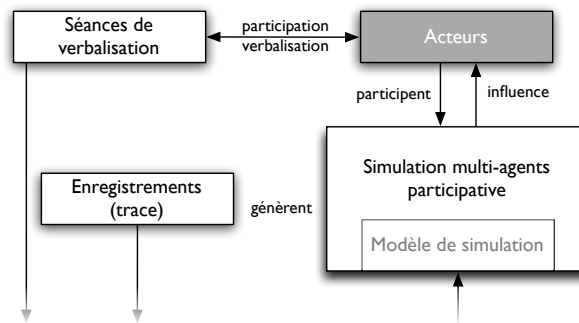 Séances de
verbalisation
participation
verbalisation
Acteurs
participent
influence
Simulation multi-agents
participative
Enregistrements
(trace)
génèrent
Modèle de simulation